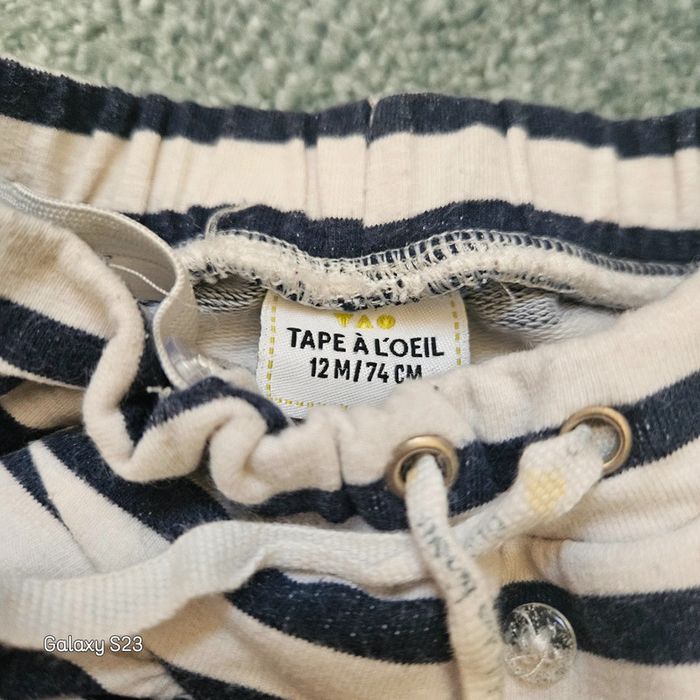 TAO
TAPE À L'OEIL
12 M/74 CM
Galaxy S23